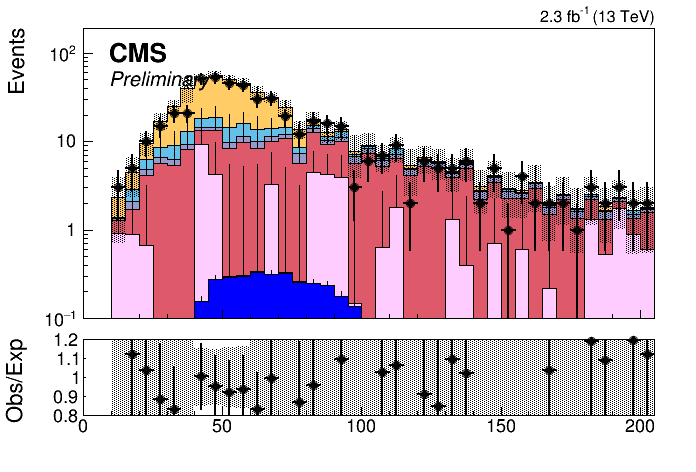 2.3 fb⁻¹ (13 TeV)
Events
CMS
Preliminary
10²
10
1
10⁻¹
Obs/Exp
1.2
1.1
1
0.9
0.8
0 50 100 150 200